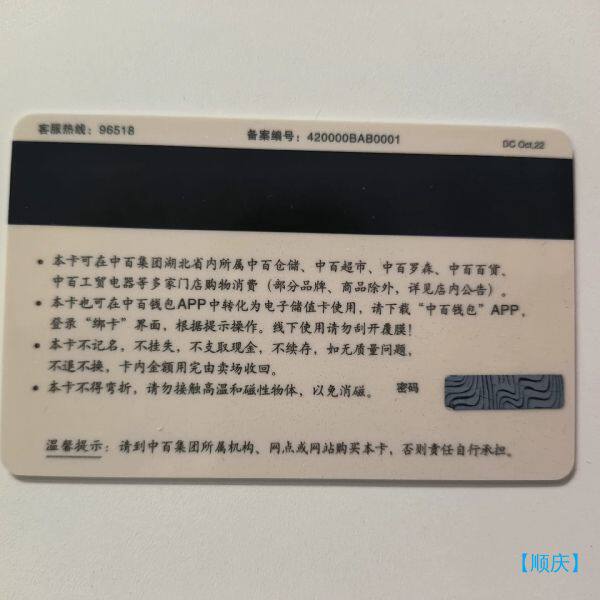 客服热线：96518
备案编号：420000BAB0001
DC Oct.22
• 本卡可在中百集团湖北省内所属中百仓储、中百超市、中百罗森、中百百货、
中百工贸电器等多家门店购物消费（部分品牌、商品除外，详见店内公告）。
• 本卡也可在中百钱包APP中转化为电子储值卡使用，请下载“中百钱包”APP，
登录“绑卡”界面，根据提示操作。线下使用请勿刮开覆膜！
• 本卡不记名，不挂失，不支取现金，不续存，如无质量问题，
不退不换，卡内金额用完由卖场收回。
• 本卡不得弯折，请勿接触高温和磁性物体，以免消磁。
密码
温馨提示：请到中百集团所属机构、网点或网站购买本卡，否则责任自行承担。
【顺庆】